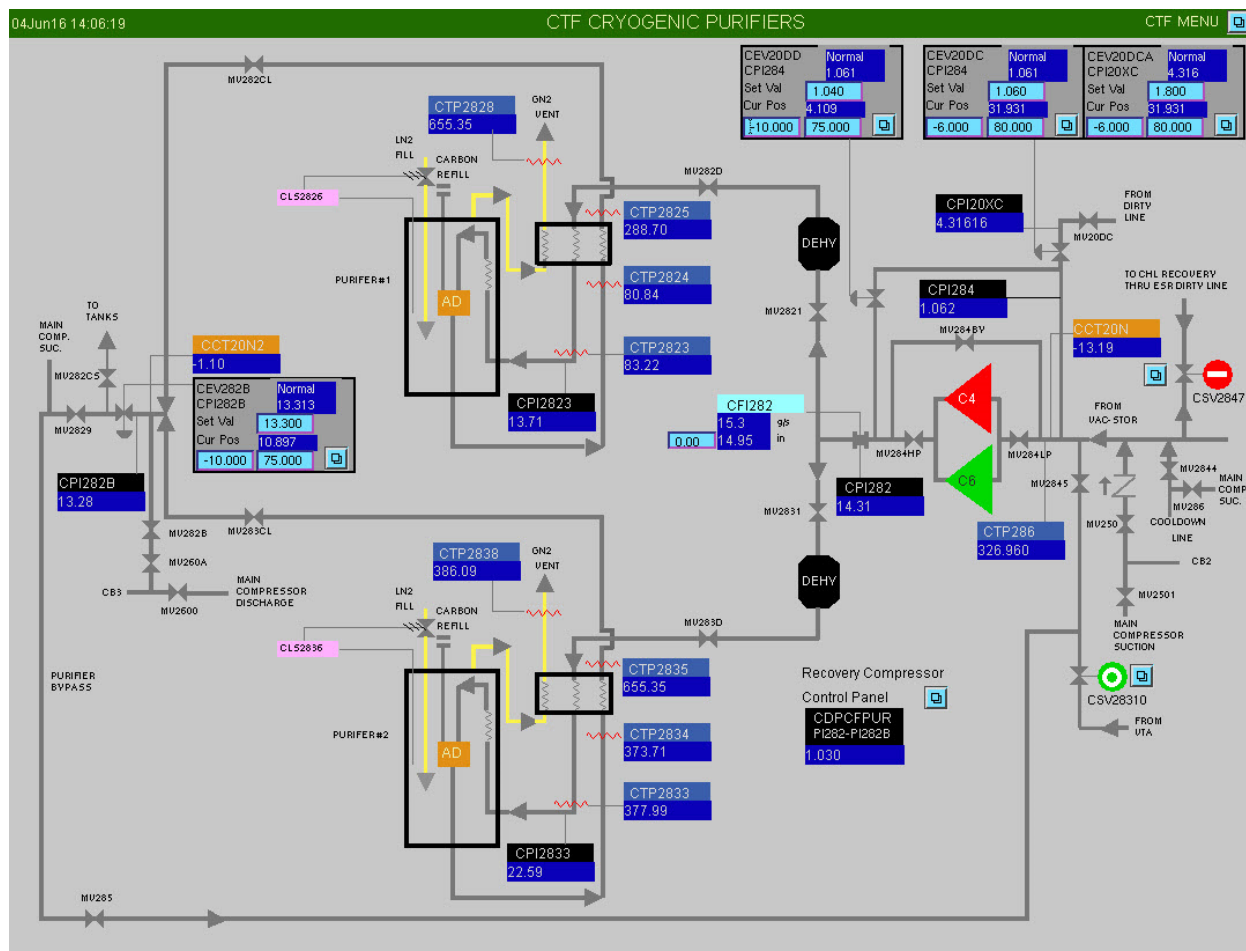 04Jun16 14:06:19
CTF CRYOGENIC PURIFIERS
CTF MENU
CEV20DD Normal
CPI284 1.061
Set Val 1.040
Cur Pos 4.109
-10.000 75.000
CEV20DC Normal
CPI284 1.061
Set Val 1.060
Cur Pos 31.931
-6.000 80.000
CEV20DCA Normal
CPI20XC 4.316
Set Val 1.800
Cur Pos 31.931
-6.000 80.000
MV282CL
CTP2828
655.35
GN2
VENT
LN2
FILL
CARBON
REFILL
CLS2826
MV282D
CTP2825
288.70
CTP2824
80.84
CTP2823
83.22
PURIFER#1
AD
CPI2823
13.71
DEHY
MV2821
CPI20XC
4.31616
FROM
DIRTY
LINE
MV20DC
CPI284
1.062
TO CHL RECOVERY
THRU ESR DIRTY LINE
MV284BV
CCT20N
-13.19
CSV2847
TO
TANKS
MAIN
COMP.
SUC.
MV282CS
CCT20N2
-1.10
CEV282B Normal
CPI282B 13.313
Set Val 13.300
Cur Pos 10.897
-10.000 75.000
MV2829
CPI282B
13.28
CFI282
15.3 g/s
0.00 14.95 in
C4
C6
FROM
VAC-STOR
MV284HP
MV284LP
MV2845
CPI282
14.31
CTP286
326.960
MV2844
MAIN
COMP
SUC.
MV286
COOLDOWN
LINE
MV250
CB2
MV2501
MAIN
COMPRESSOR
SUCTION
MV282B
MV283CL
MV260A
CB3
MV2600
MAIN
COMPRESSOR
DISCHARGE
MV2831
DEHY
CTP2838
386.09
GN2
VENT
LN2
FILL
CARBON
REFILL
CLS2836
MV283D
CTP2835
655.35
CTP2834
373.71
CTP2833
377.99
PURIFER#2
AD
CPI2833
22.59
PURIFIER
BYPASS
Recovery Compressor
Control Panel
CDPCFPUR
PI282-PI282B
1.030
CSV28310
FROM
VTA
MV285